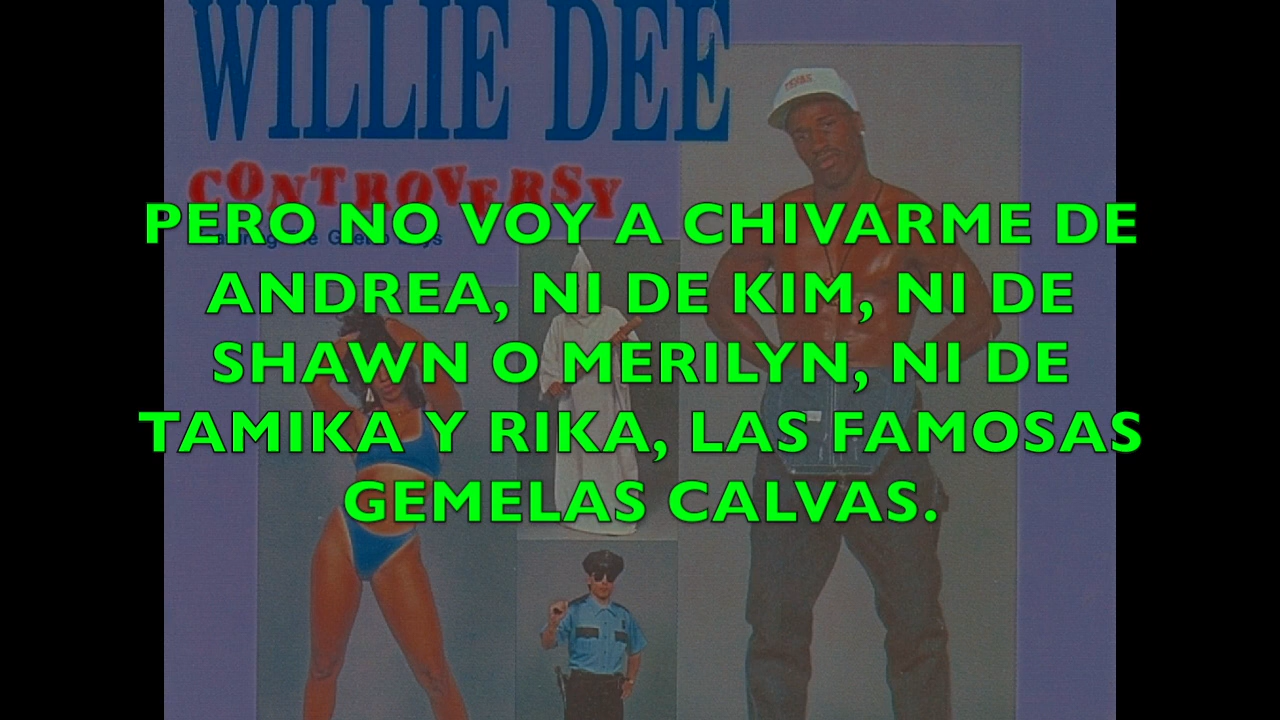 WILLIE DEE
TEXAS
CONTROVERSY
PERO NO VOY A CHIVARME DE
ANDREA, NI DE KIM, NI DE
SHAWN O MERILYN, NI DE
TAMIKA Y RIKA, LAS FAMOSAS
GEMELAS CALVAS.